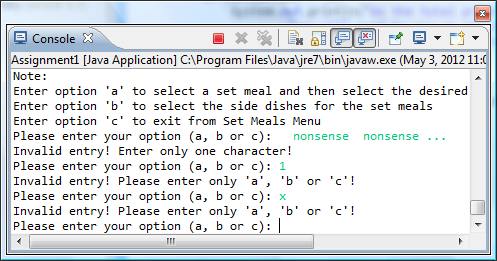 Console
Assignment1 [Java Application] C:\Program Files\Java\jre7\bin\javaw.exe (May 3, 2012 11:0
Note:
Enter option 'a' to select a set meal and then select the desired
Enter option 'b' to select the side dishes for the set meals
Enter option 'c' to exit from Set Meals Menu
Please enter your option (a, b or c):   nonsense  nonsense ...
Invalid entry! Enter only one character!
Please enter your option (a, b or c): 1
Invalid entry! Please enter only 'a', 'b' or 'c'!
Please enter your option (a, b or c): x
Invalid entry! Please enter only 'a', 'b' or 'c'!
Please enter your option (a, b or c):